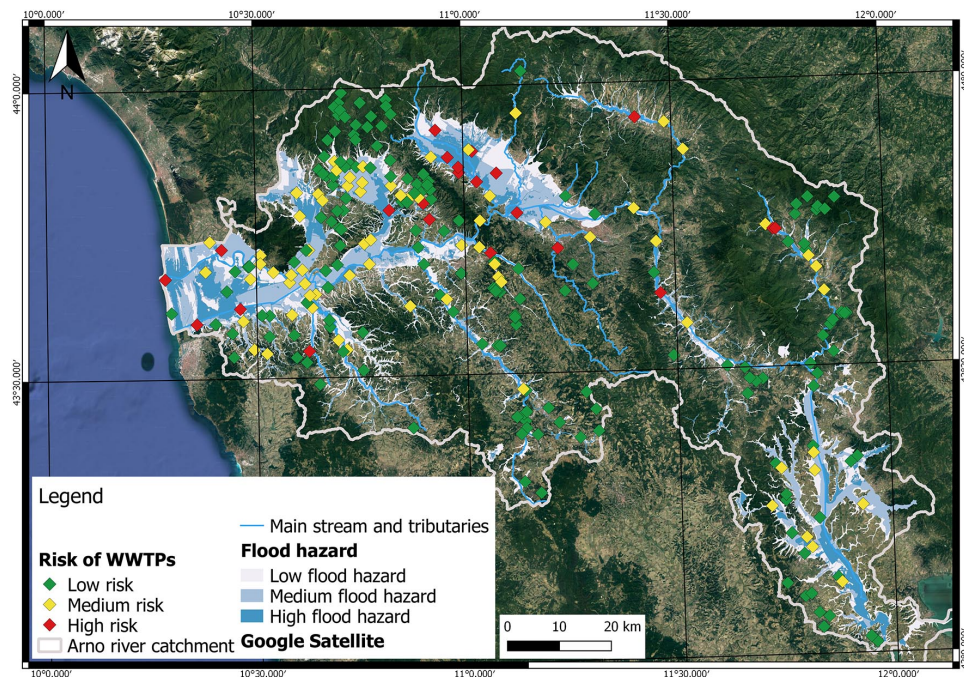 10°0.000' 10°30.000' 11°0.000' 11°30.000' 12°0.000'
44°0.000' 44°0.000'
N
43°30.000'
Legend
Risk of WWTPs
Low risk
Medium risk
High risk
Arno river catchment
Main stream and tributaries
Flood hazard
Low flood hazard
Medium flood hazard
High flood hazard
Google Satellite
0 10 20 km
10°0.000' 10°30.000' 11°0.000' 11°30.000' 12°0.000'